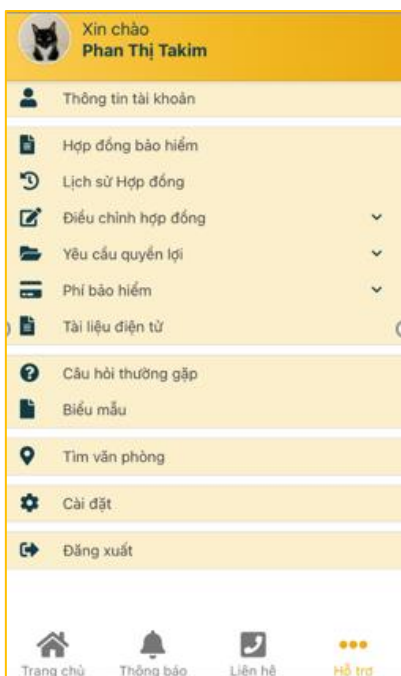 Xin chào
Phan Thị Takim
Thông tin tài khoản
Hợp đồng bảo hiểm
Lịch sử Hợp đồng
Điều chỉnh hợp đồng
Yêu cầu quyền lợi
Phí bảo hiểm
Tài liệu điện tử
Câu hỏi thường gặp
Biểu mẫu
Tìm văn phòng
Cài đặt
Đăng xuất
Trang chủ Thông báo Liên hệ Hỗ trợ